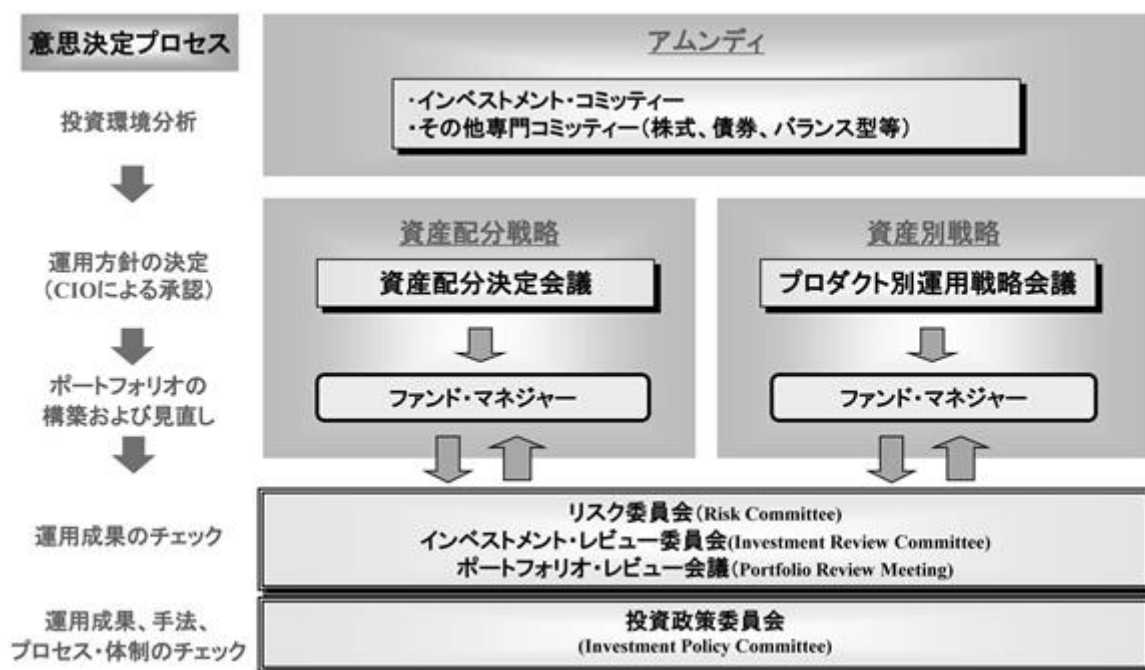 意思決定プロセス
アムンディ
投資環境分析
・インベストメント・コミッティー
・その他専門コミッティー（株式、債券、バランス型等）
資産配分戦略
資産別戦略
運用方針の決定
（CIOによる承認）
資産配分決定会議
プロダクト別運用戦略会議
ポートフォリオの
構築および見直し
ファンド・マネジャー
ファンド・マネジャー
運用成果のチェック
リスク委員会（Risk Committee）
インベストメント・レビュー委員会(Investment Review Committee)
ポートフォリオ・レビュー会議（Portfolio Review Meeting)
運用成果、手法、
プロセス・体制のチェック
投資政策委員会
(Investment Policy Committee)